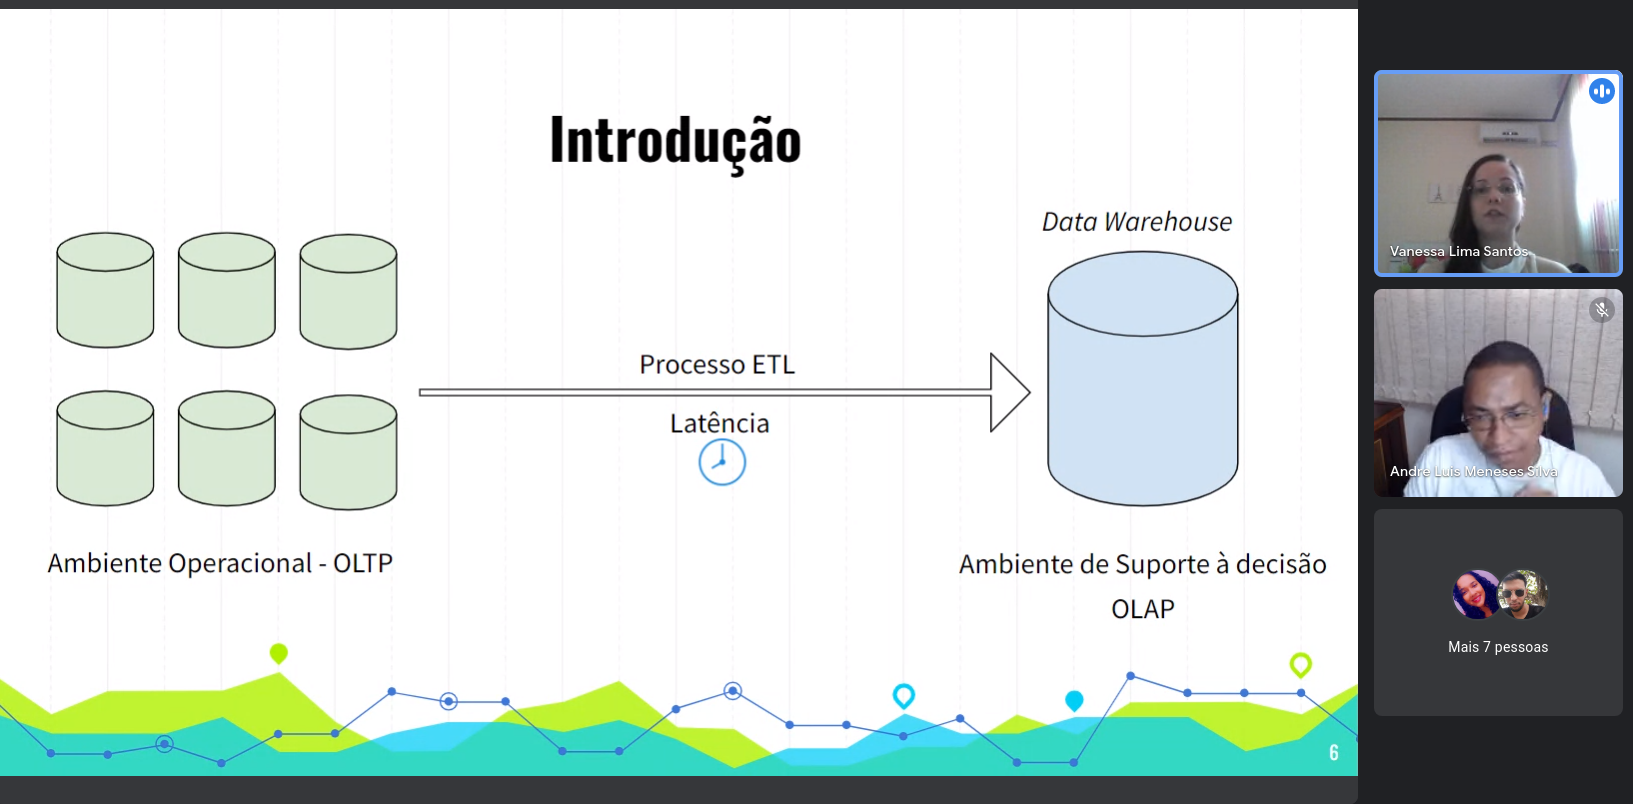 Introdução
Data Warehouse
Processo ETL
Latência
Ambiente Operacional - OLTP
Ambiente de Suporte à decisão
OLAP
6
Vanessa Lima Santos
André Luis Meneses Silva
Mais 7 pessoas